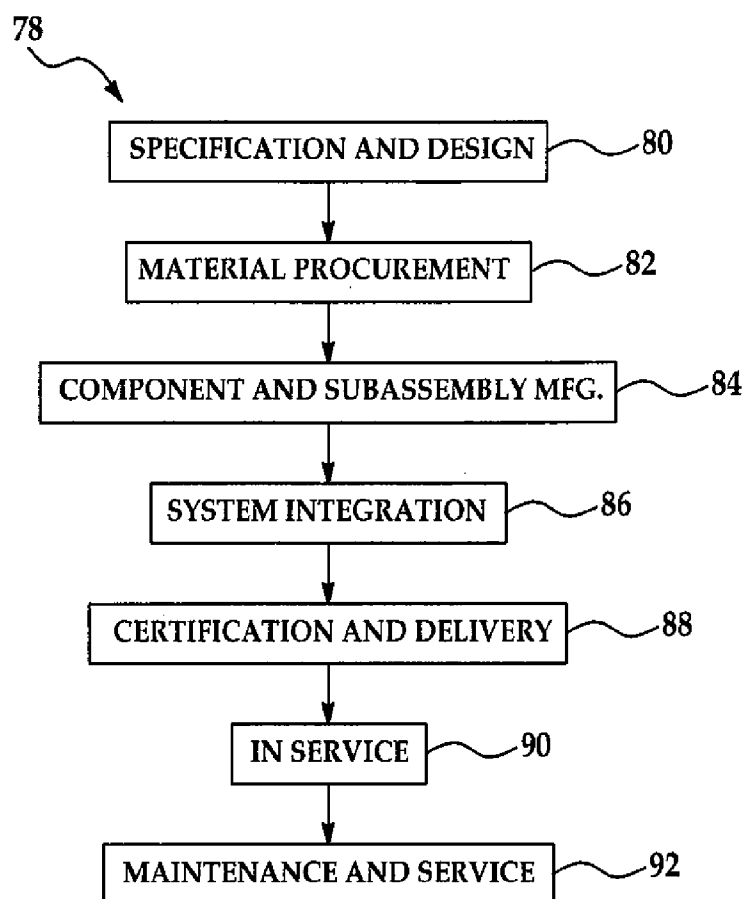 78
SPECIFICATION AND DESIGN 80
MATERIAL PROCUREMENT 82
COMPONENT AND SUBASSEMBLY MFG. 84
SYSTEM INTEGRATION 86
CERTIFICATION AND DELIVERY 88
IN SERVICE 90
MAINTENANCE AND SERVICE 92